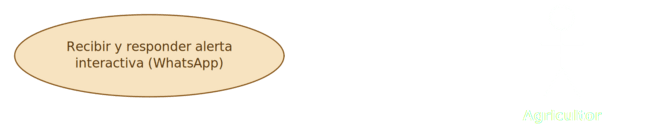 Recibir y responder alerta
interactiva (WhatsApp)
Agricultor